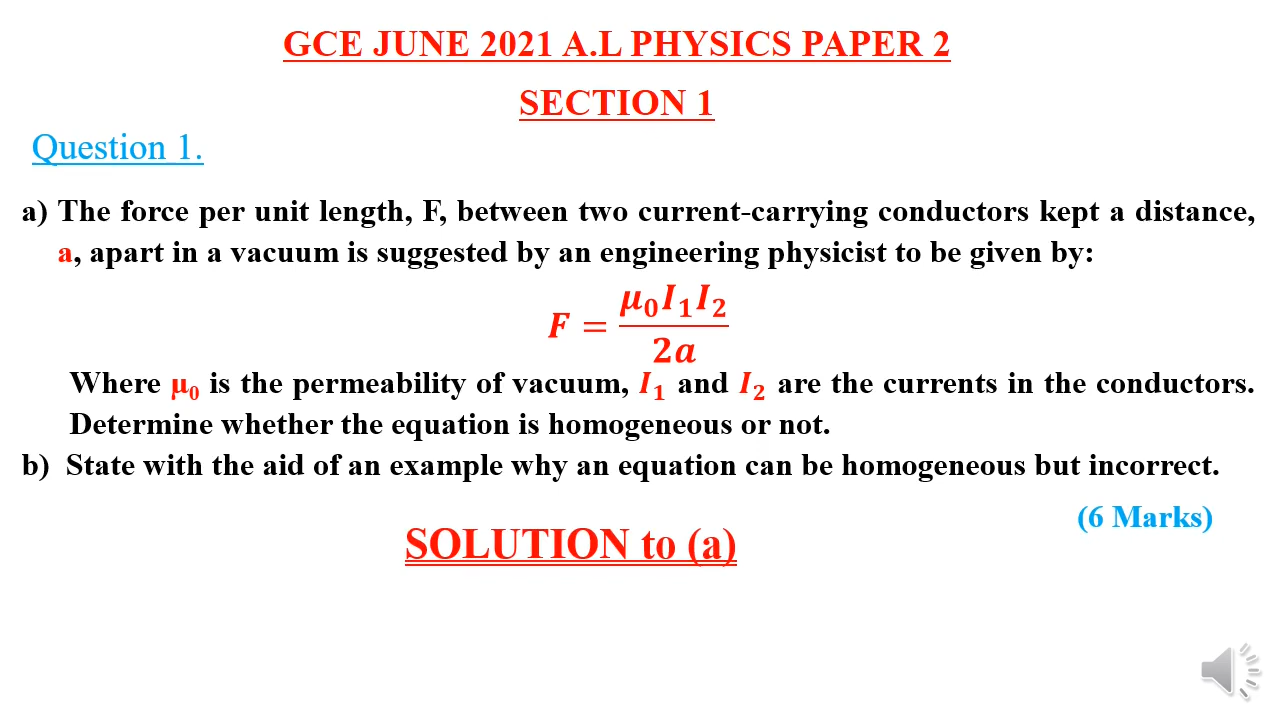 GCE JUNE 2021 A.L PHYSICS PAPER 2
SECTION 1
Question 1.
a) The force per unit length, F, between two current-carrying conductors kept a distance,
a, apart in a vacuum is suggested by an engineering physicist to be given by:
F = μ₀I₁I₂ / 2a
Where μ₀ is the permeability of vacuum, I₁ and I₂ are the currents in the conductors.
Determine whether the equation is homogeneous or not.
b) State with the aid of an example why an equation can be homogeneous but incorrect.
(6 Marks)
SOLUTION to (a)